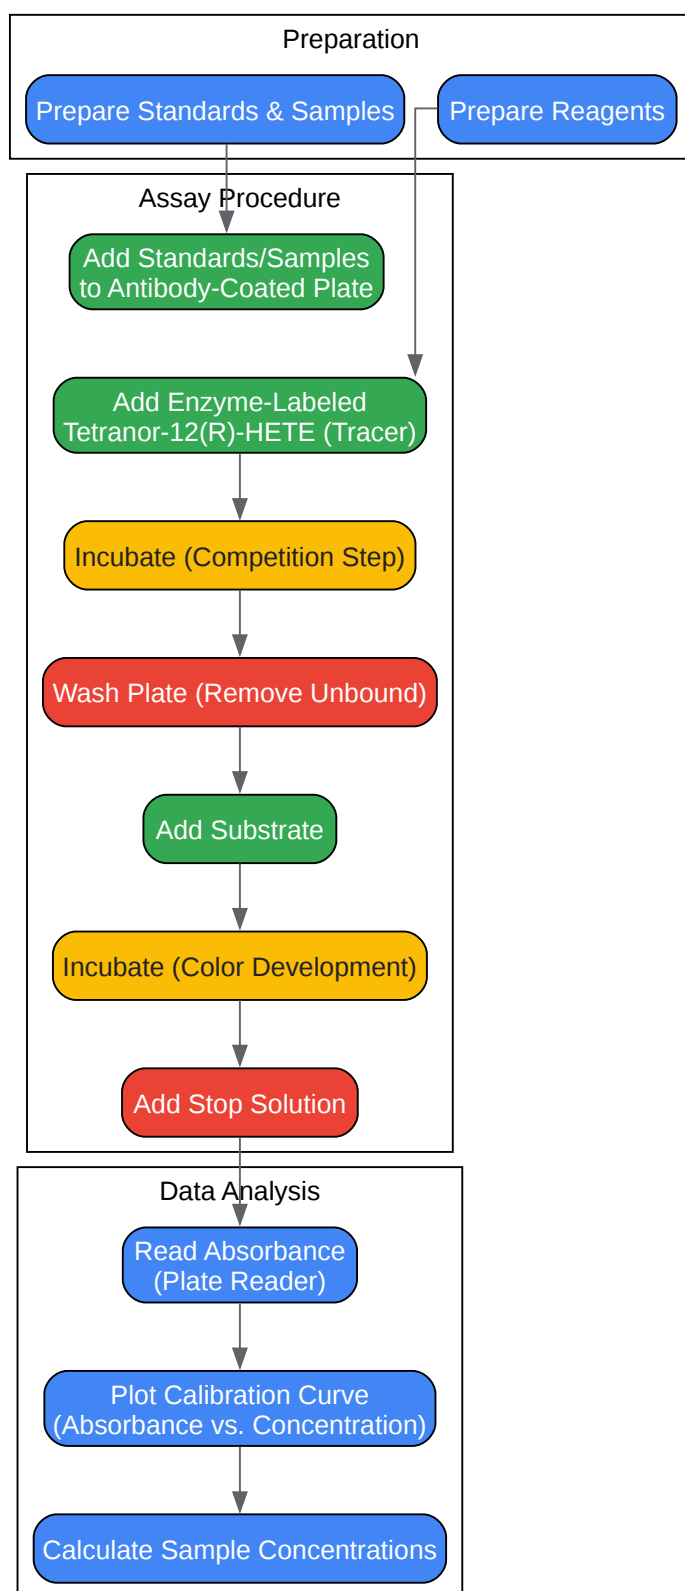 Preparation
Prepare Standards & Samples
Prepare Reagents
Assay Procedure
Add Standards/Samples
to Antibody-Coated Plate
Add Enzyme-Labeled
Tetranor-12(R)-HETE (Tracer)
Incubate (Competition Step)
Wash Plate (Remove Unbound)
Add Substrate
Incubate (Color Development)
Add Stop Solution
Data Analysis
Read Absorbance
(Plate Reader)
Plot Calibration Curve
(Absorbance vs. Concentration)
Calculate Sample Concentrations